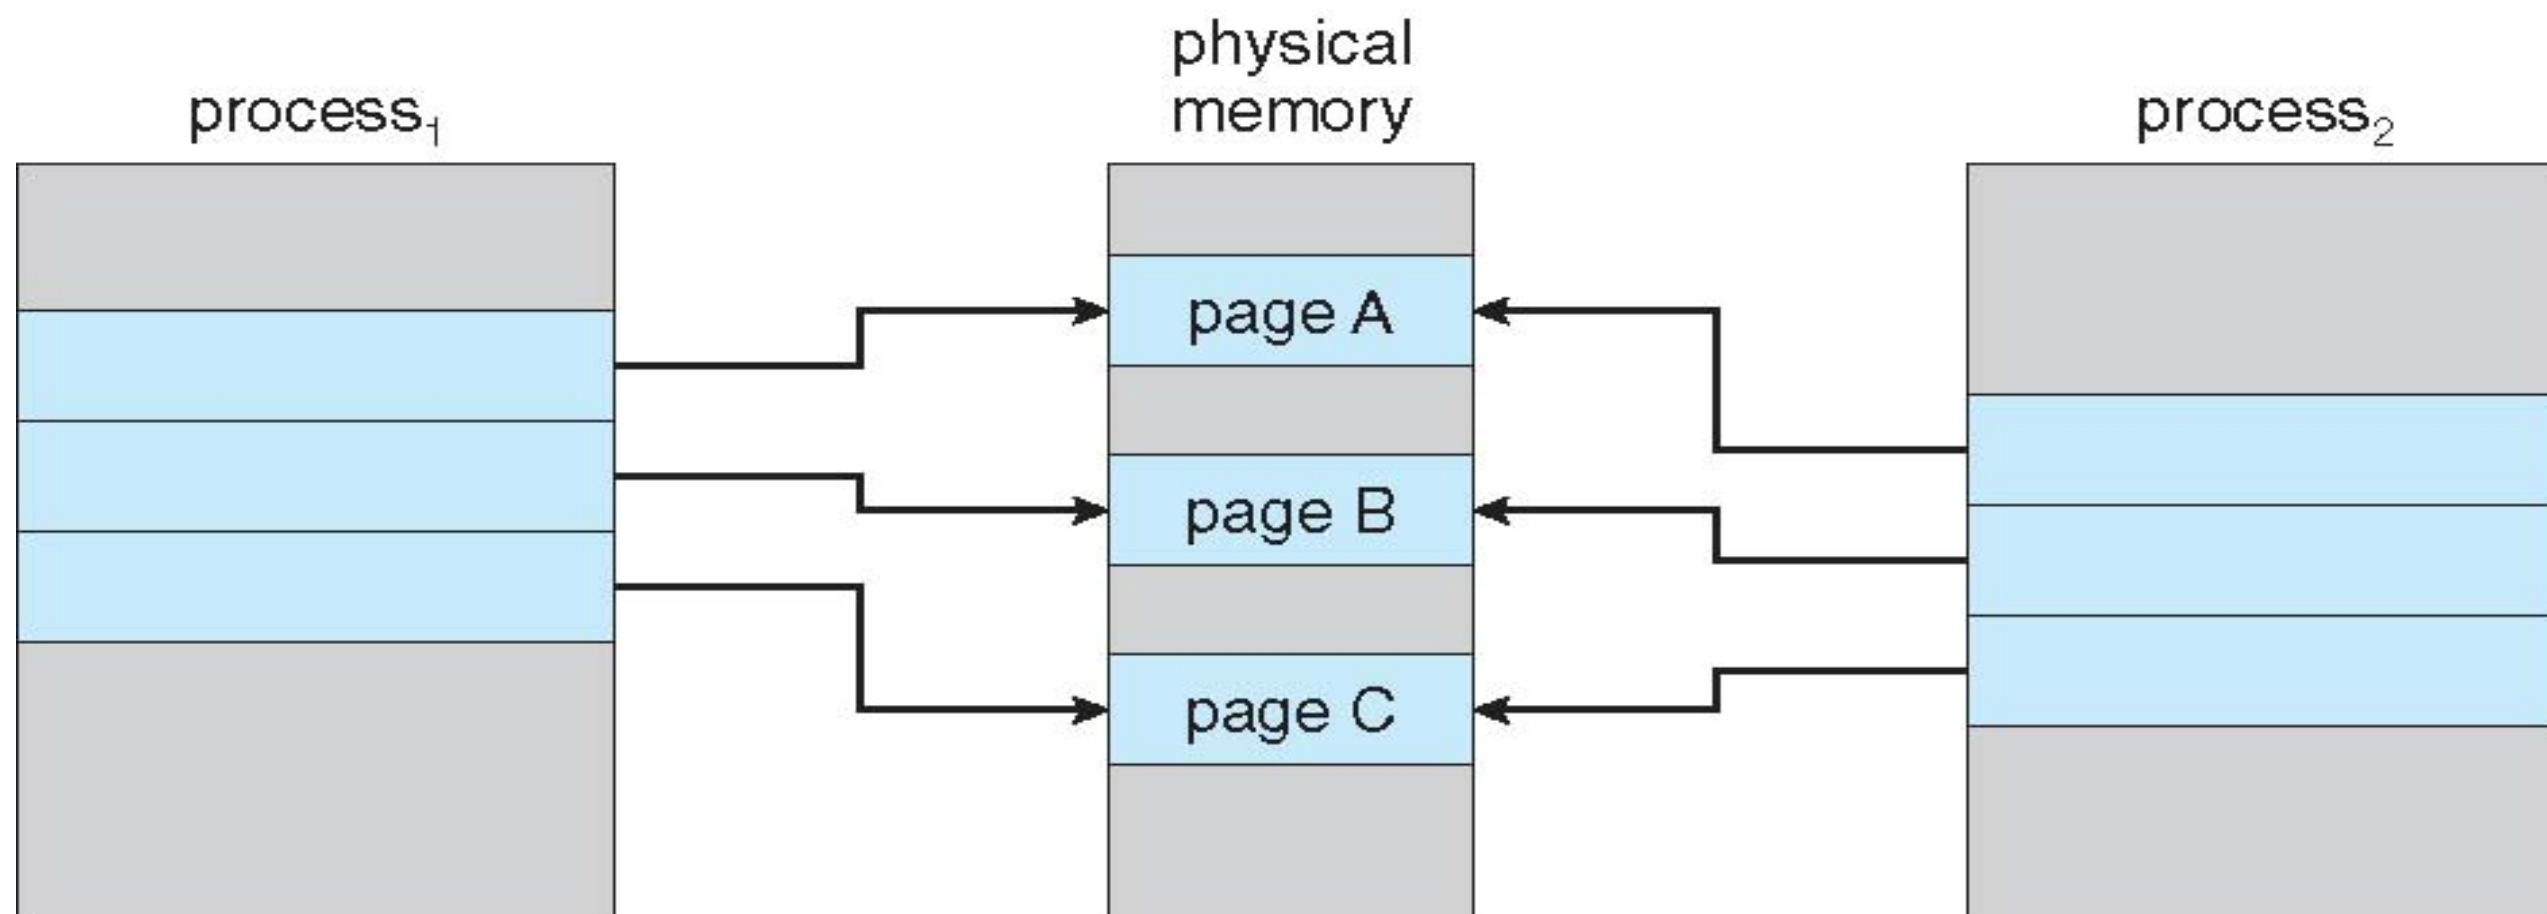 process₁
physical
memory
process₂
page A
page B
page C